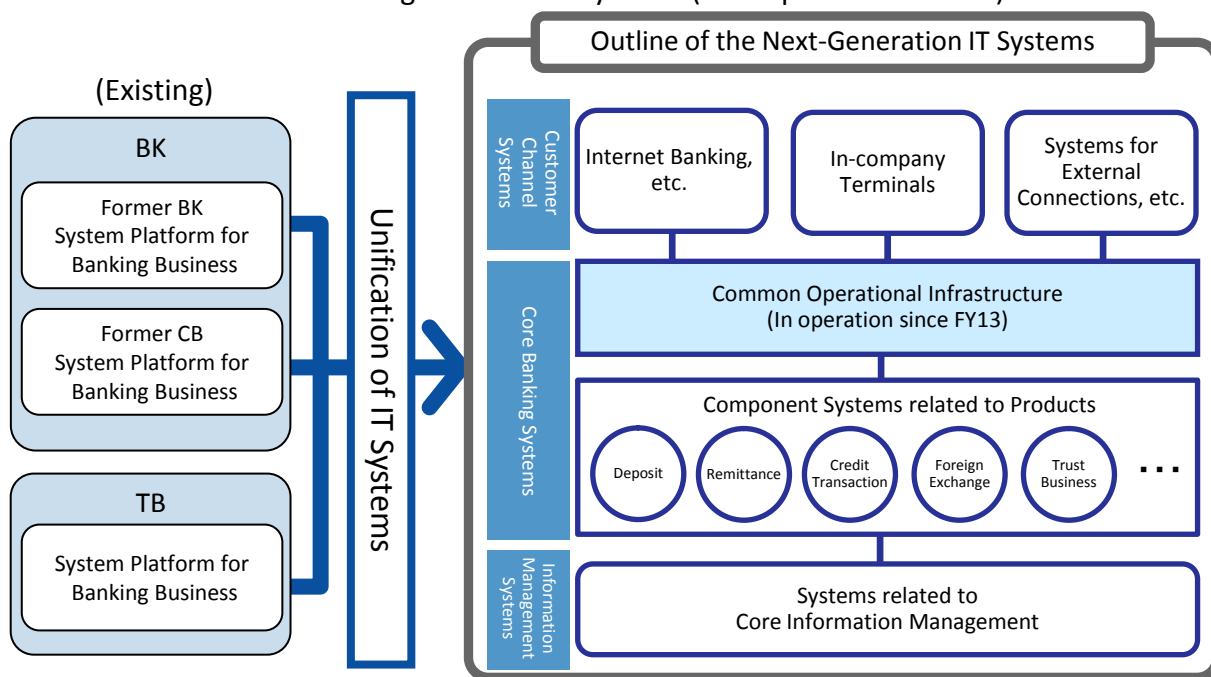 Outline of the Next-Generation IT Systems
(Existing)
BK
Former BK
System Platform for
Banking Business
Former CB
System Platform for
Banking Business
TB
System Platform for
Banking Business
Unification of IT Systems
Customer
Channel
Systems
Internet Banking,
etc.
In-company
Terminals
Systems for
External
Connections, etc.
Core Banking Systems
Common Operational Infrastructure
(In operation since FY13)
Component Systems related to Products
Deposit
Remittance
Credit
Transaction
Foreign
Exchange
Trust
Business
...
Information
Management
Systems
Systems related to
Core Information Management